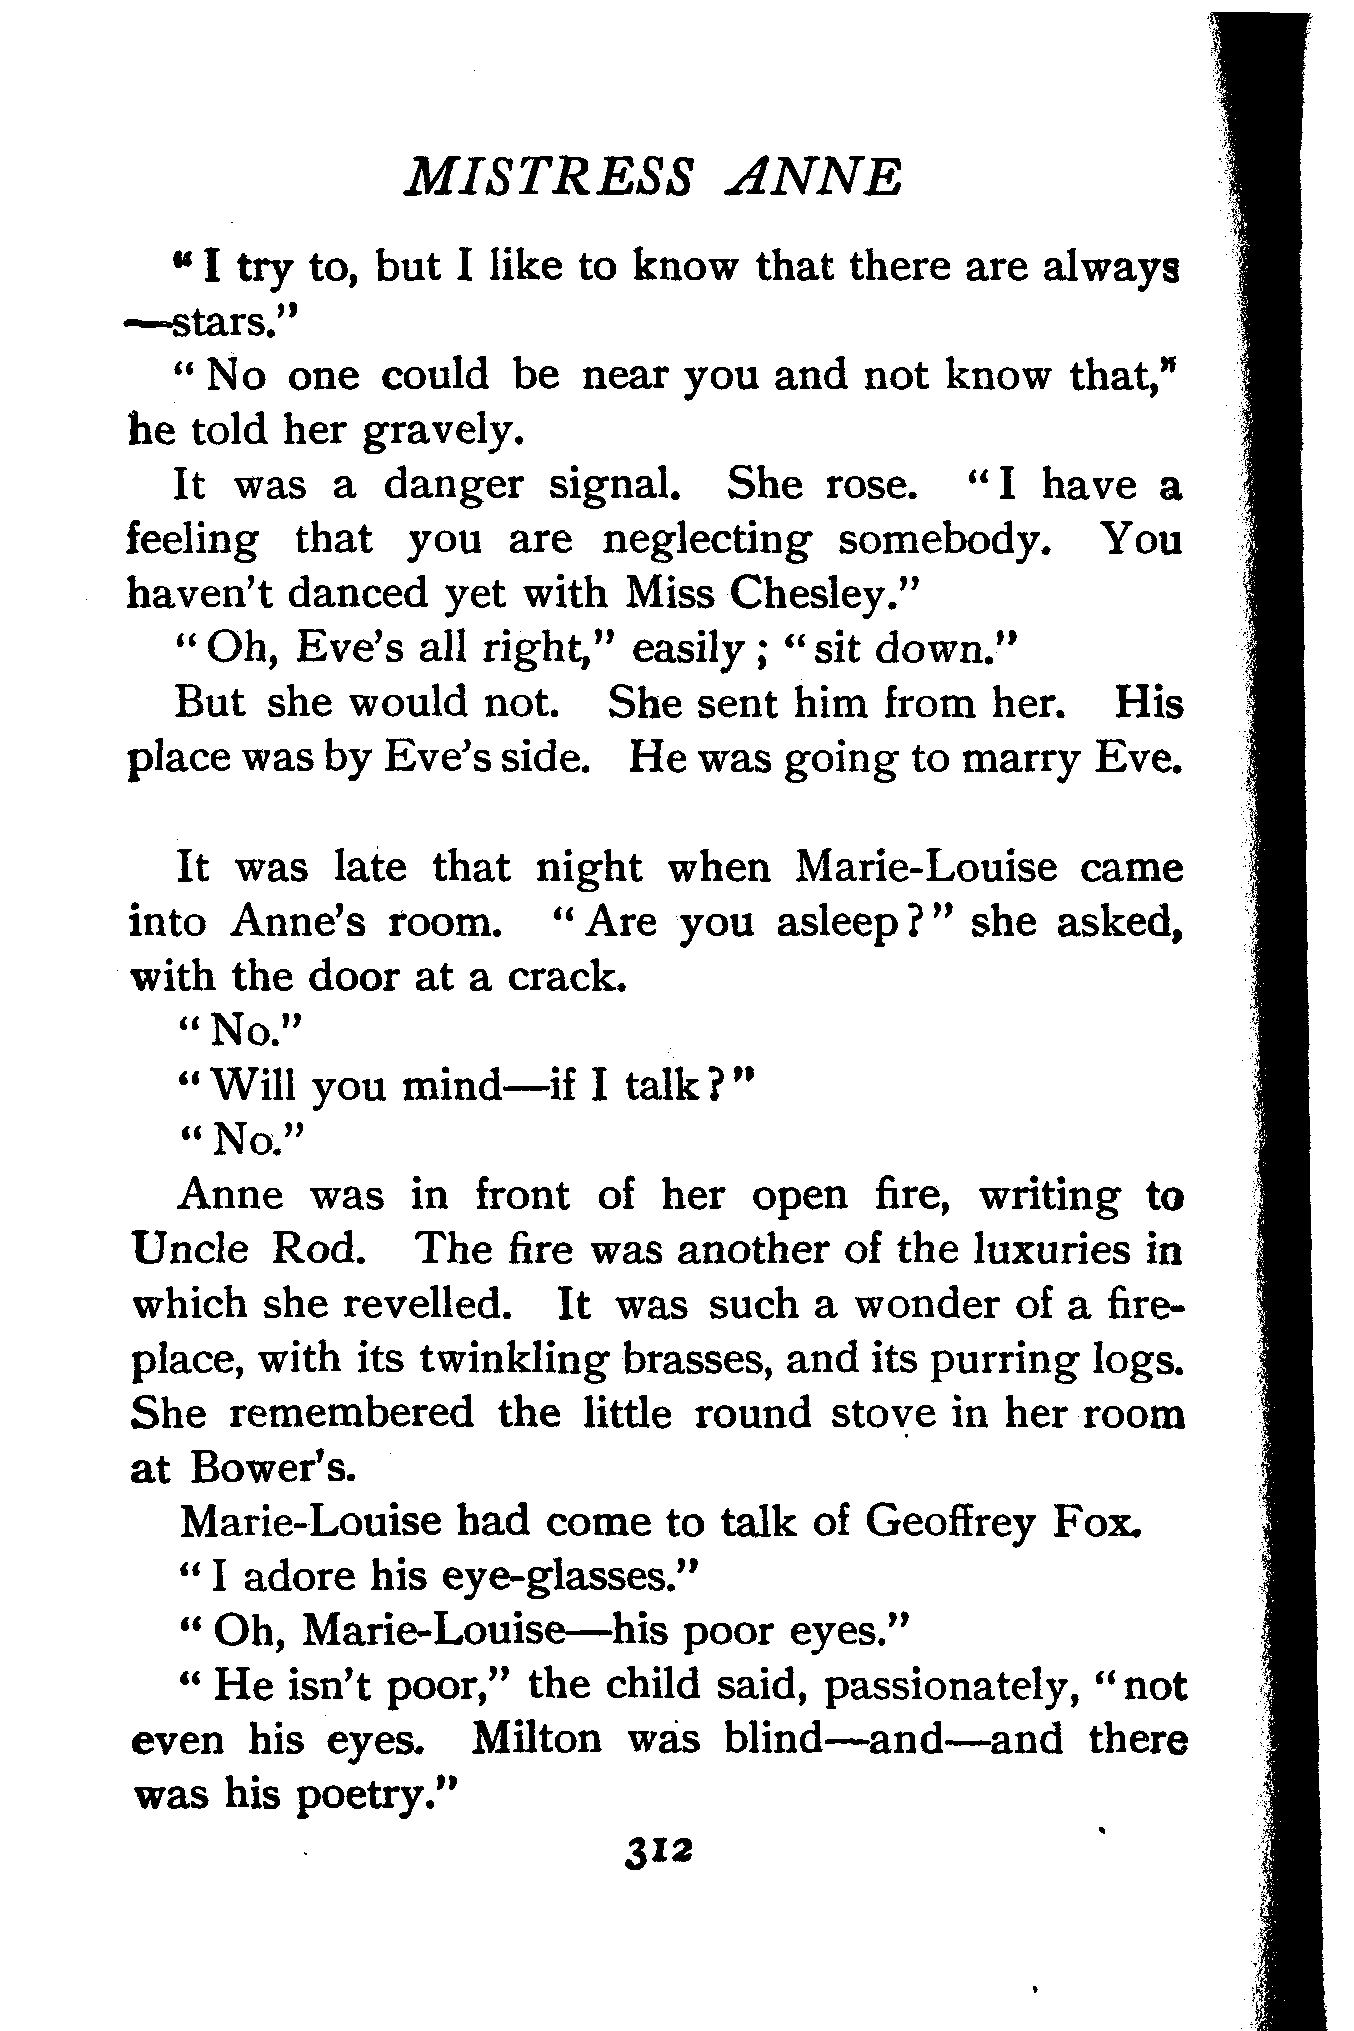 MISTRESS ANNE
"I try to, but I like to know that there are always
—stars."
"No one could be near you and not know that,"
he told her gravely.
It was a danger signal. She rose. "I have a
feeling that you are neglecting somebody. You
haven't danced yet with Miss Chesley."
"Oh, Eve's all right," easily; "sit down."
But she would not. She sent him from her. His
place was by Eve's side. He was going to marry Eve.
It was late that night when Marie-Louise came
into Anne's room. "Are you asleep?" she asked,
with the door at a crack.
"No."
"Will you mind—if I talk?"
"No."
Anne was in front of her open fire, writing to
Uncle Rod. The fire was another of the luxuries in
which she revelled. It was such a wonder of a fire-
place, with its twinkling brasses, and its purring logs.
She remembered the little round stove in her room
at Bower's.
Marie-Louise had come to talk of Geoffrey Fox.
"I adore his eye-glasses."
"Oh, Marie-Louise—his poor eyes."
"He isn't poor," the child said, passionately, "not
even his eyes. Milton was blind—and—and there
was his poetry."
312